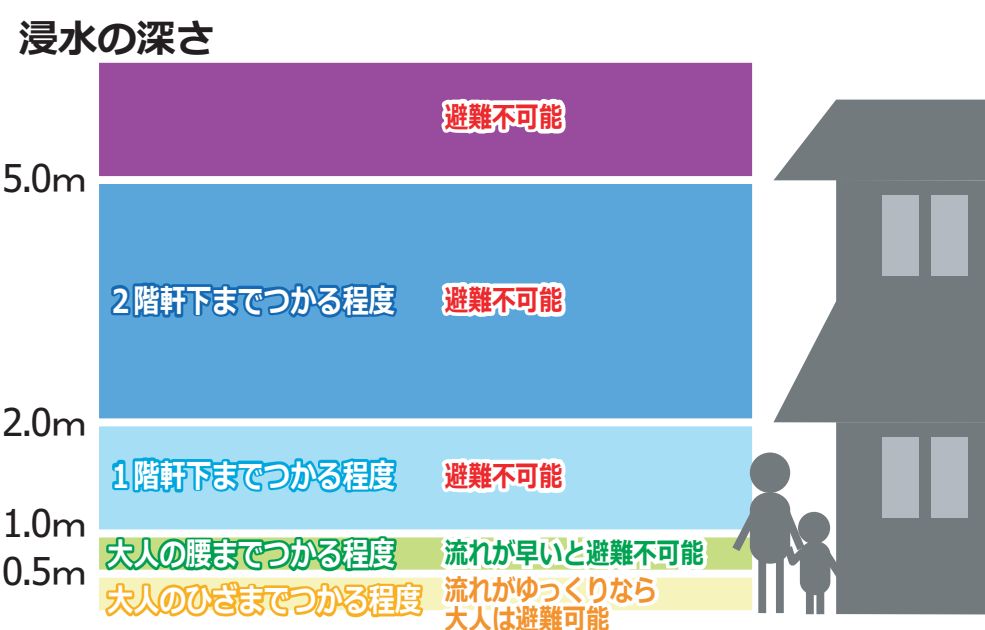 浸水の深さ
避難不可能
5.0m
2階軒下までつかる程度 避難不可能
2.0m
1階軒下までつかる程度 避難不可能
1.0m
大人の腰までつかる程度 流れが早いと避難不可能
0.5m
大人のひざまでつかる程度 流れがゆっくりなら
大人は避難可能